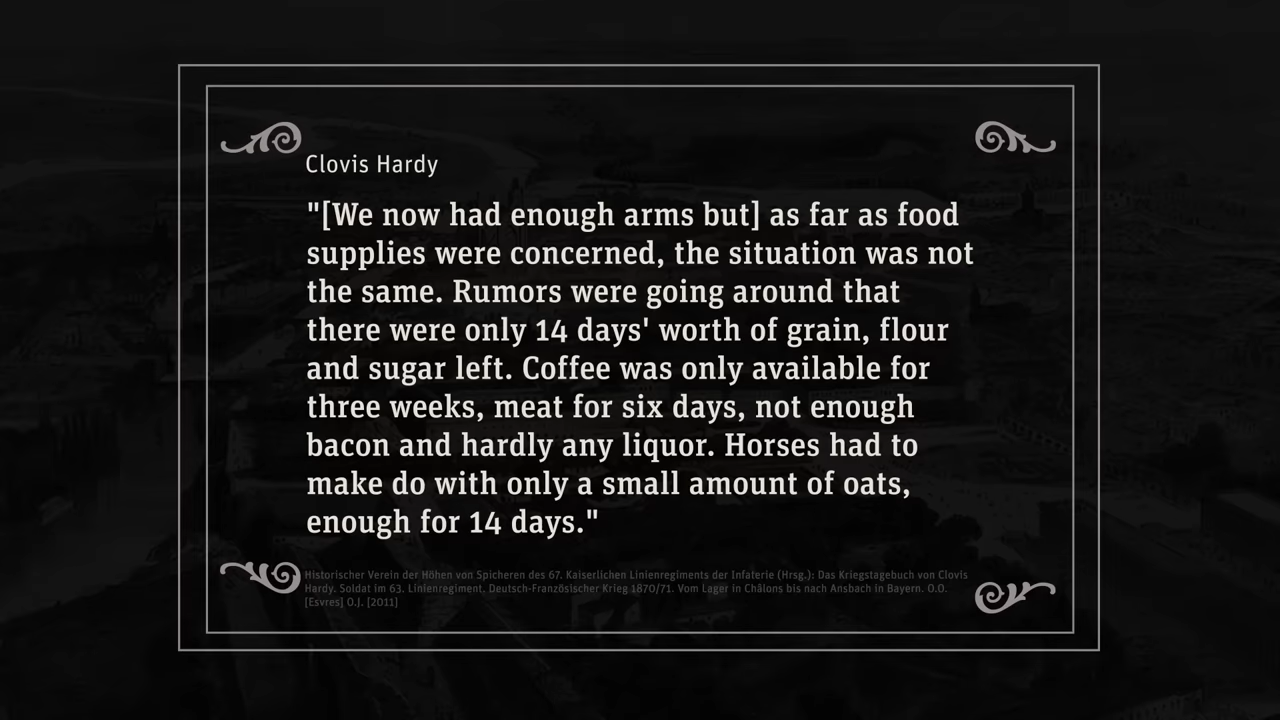 Clovis Hardy
"[We now had enough arms but] as far as food
supplies were concerned, the situation was not
the same. Rumors were going around that
there were only 14 days' worth of grain, flour
and sugar left. Coffee was only available for
three weeks, meat for six days, not enough
bacon and hardly any liquor. Horses had to
make do with only a small amount of oats,
enough for 14 days."
Historischer Verein der Höhen von Spicheren des 67. Kaiserlichen Linienregiments der Infaterie (Hrsg.): Das Kriegstagebuch von Clovis
Hardy. Soldat im 63. Linienregiment. Deutsch-Französischer Krieg 1870/71. Vom Lager in Châlons bis nach Ansbach in Bayern. O.O.
[Esvres] O.J. [2011]